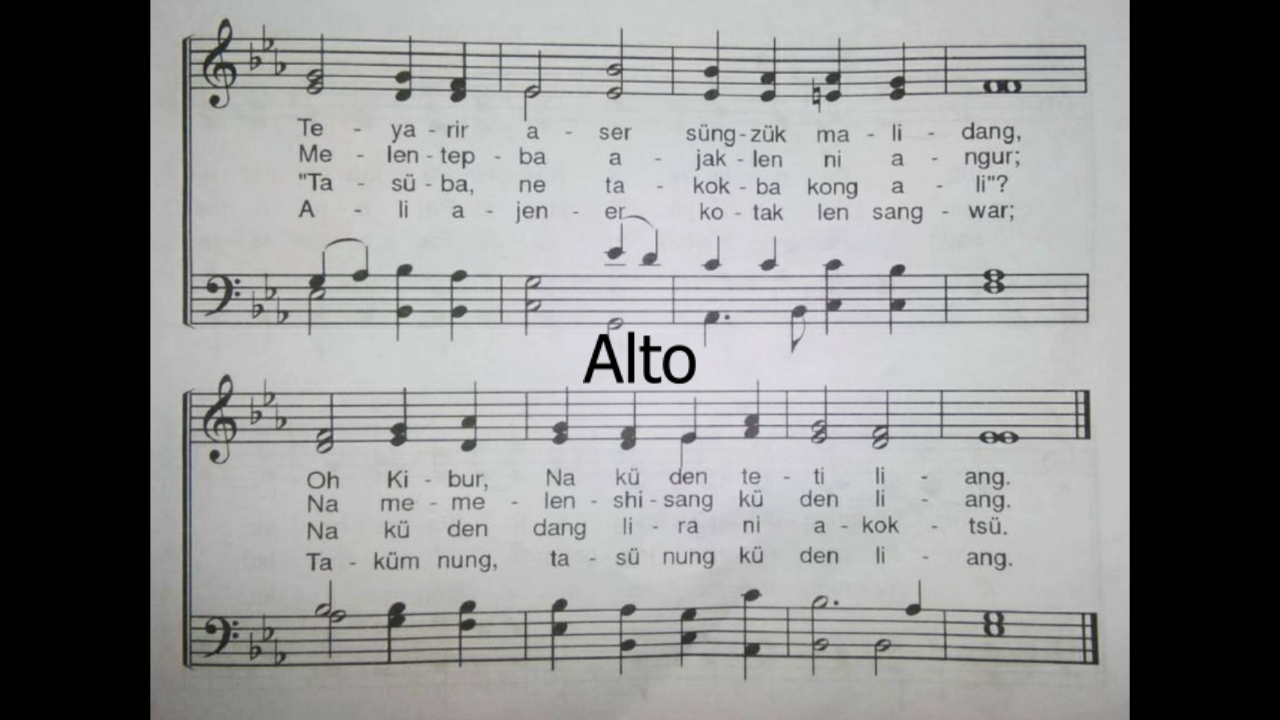 Te - ya - rir a - ser süng - zük ma - li - dang,
Me - len - tep - ba a - jak - len ni a - ngur;
"Ta - sü - ba, ne ta - kok - ba kong a - li"?
A - li a - jen - er ko - tak len sang - war;
Alto
Oh Ki - bur, Na kü den te - ti li - ang.
Na me - me - len - shi - sang kü den li - ang.
Na kü den dang li - ra ni a - kok - tsü.
Ta - küm nung, ta - sü nung kü den li - ang.